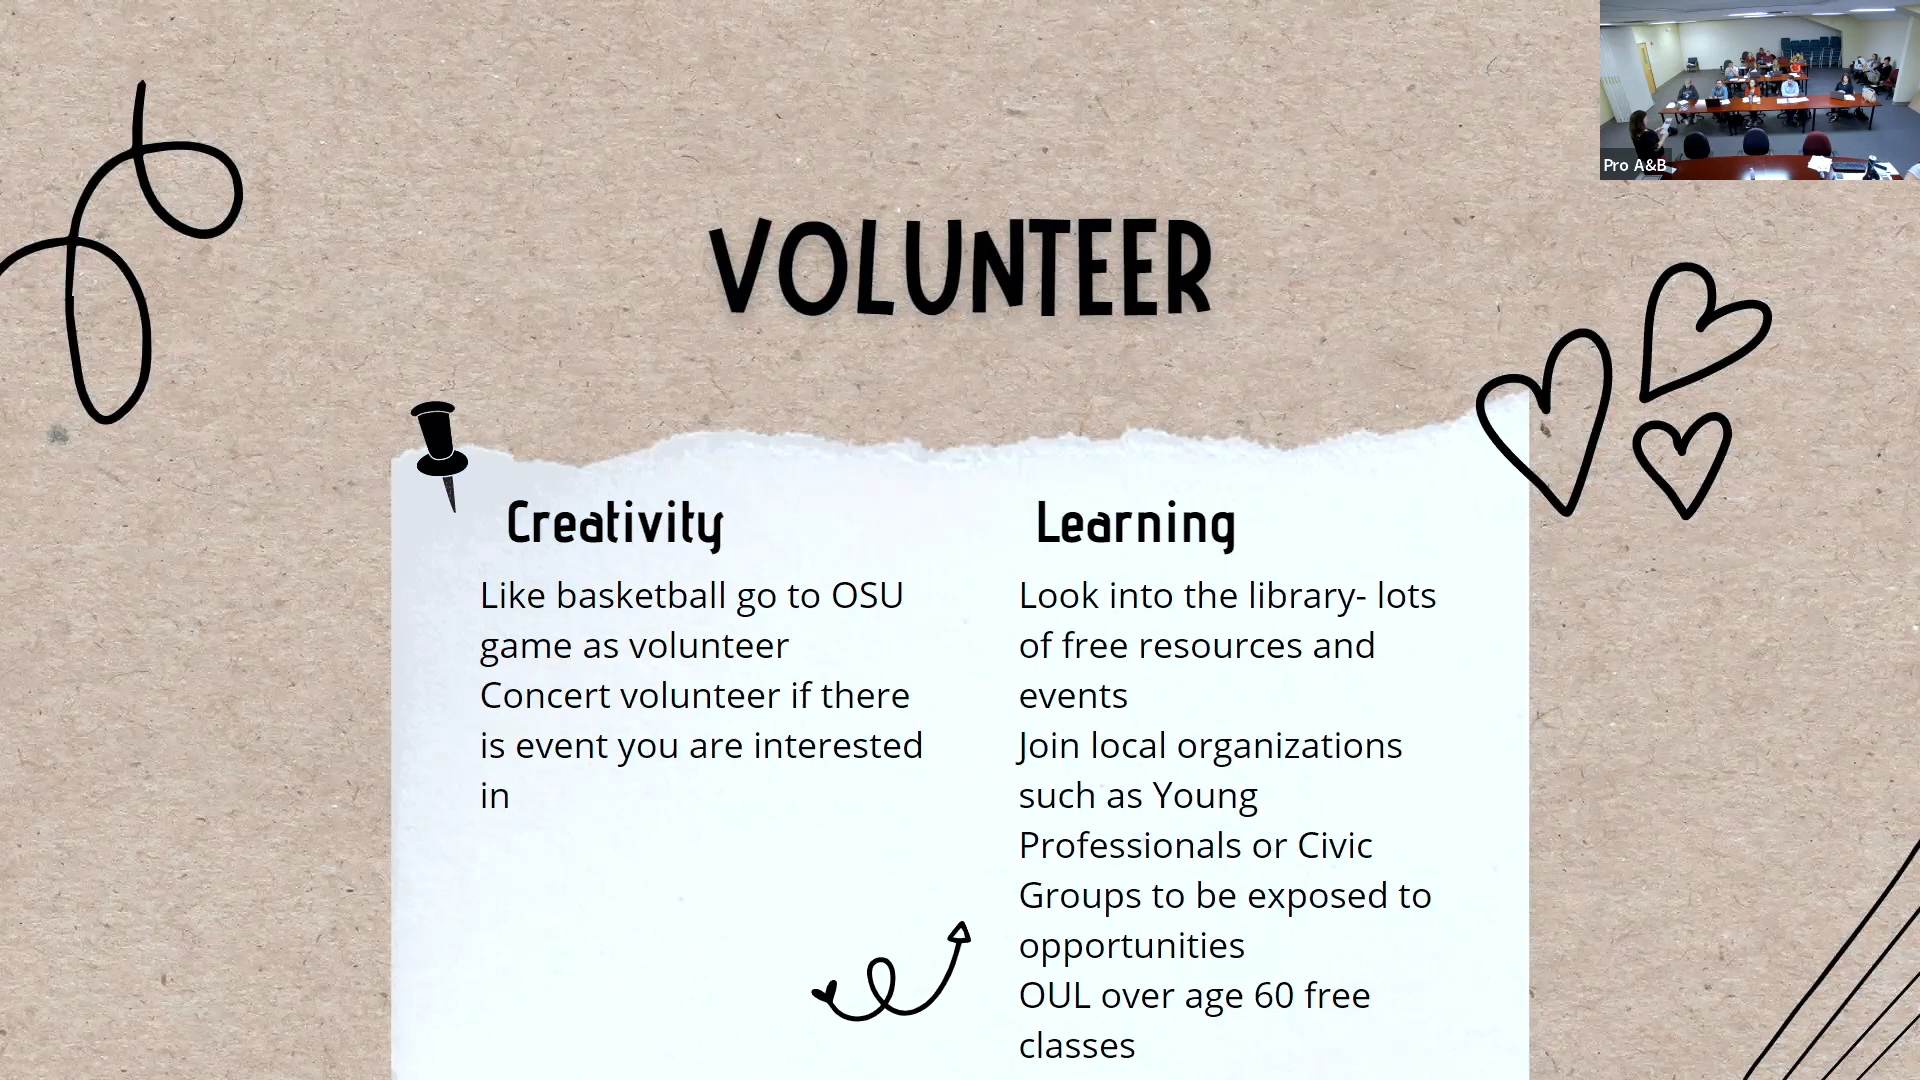 Pro A&B
VOLUNTEER
Creativity
Like basketball go to OSU
game as volunteer
Concert volunteer if there
is event you are interested
in
Learning
Look into the library- lots
of free resources and
events
Join local organizations
such as Young
Professionals or Civic
Groups to be exposed to
opportunities
OUL over age 60 free
classes